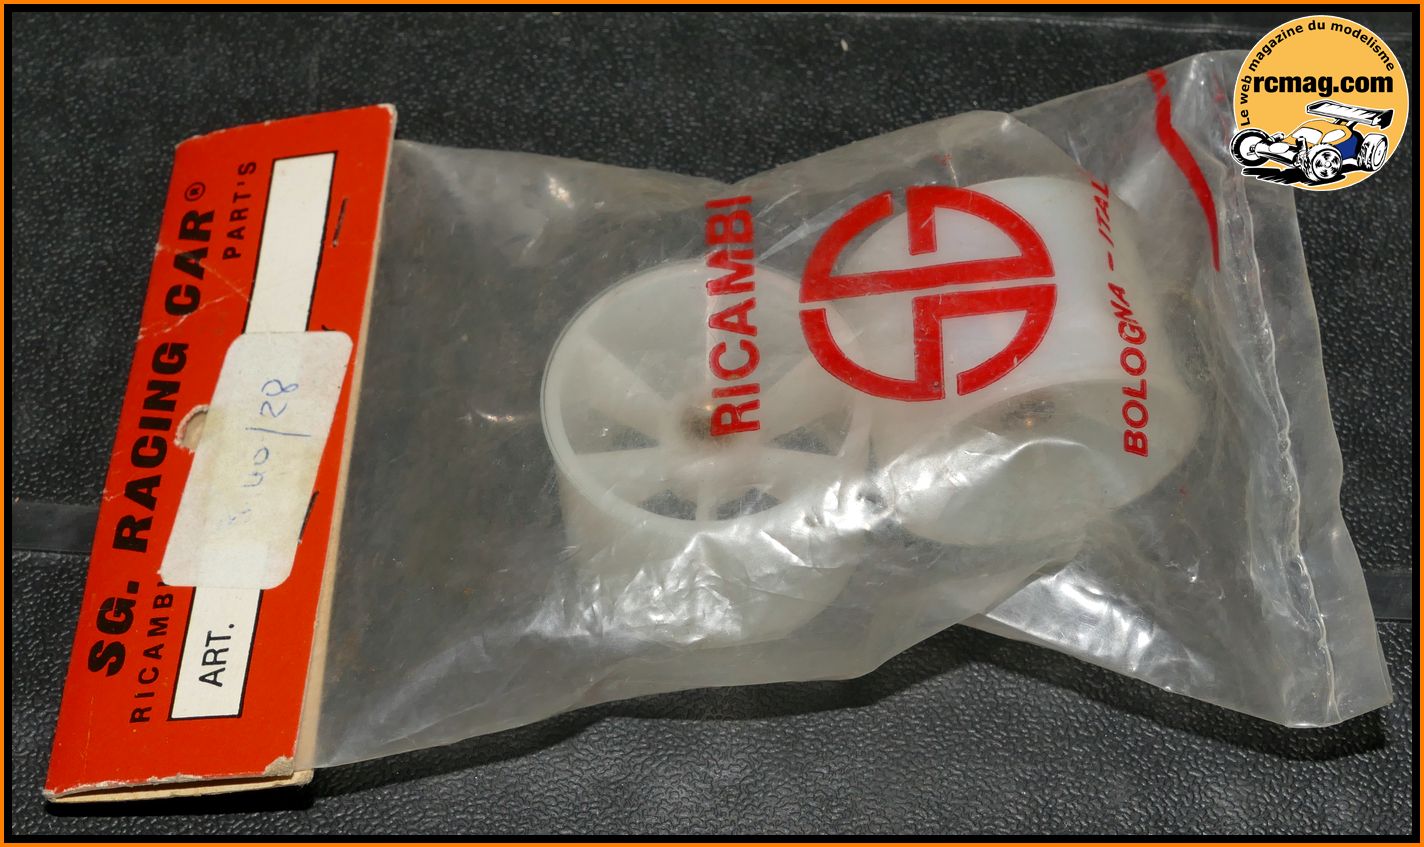 SG. RACING CAR®
RICAMBI
PART'S
ART.
40/28
RICAMBI
SG
BOLOGNA - ITAL
Le web magazine du modelisme
rcmag.com